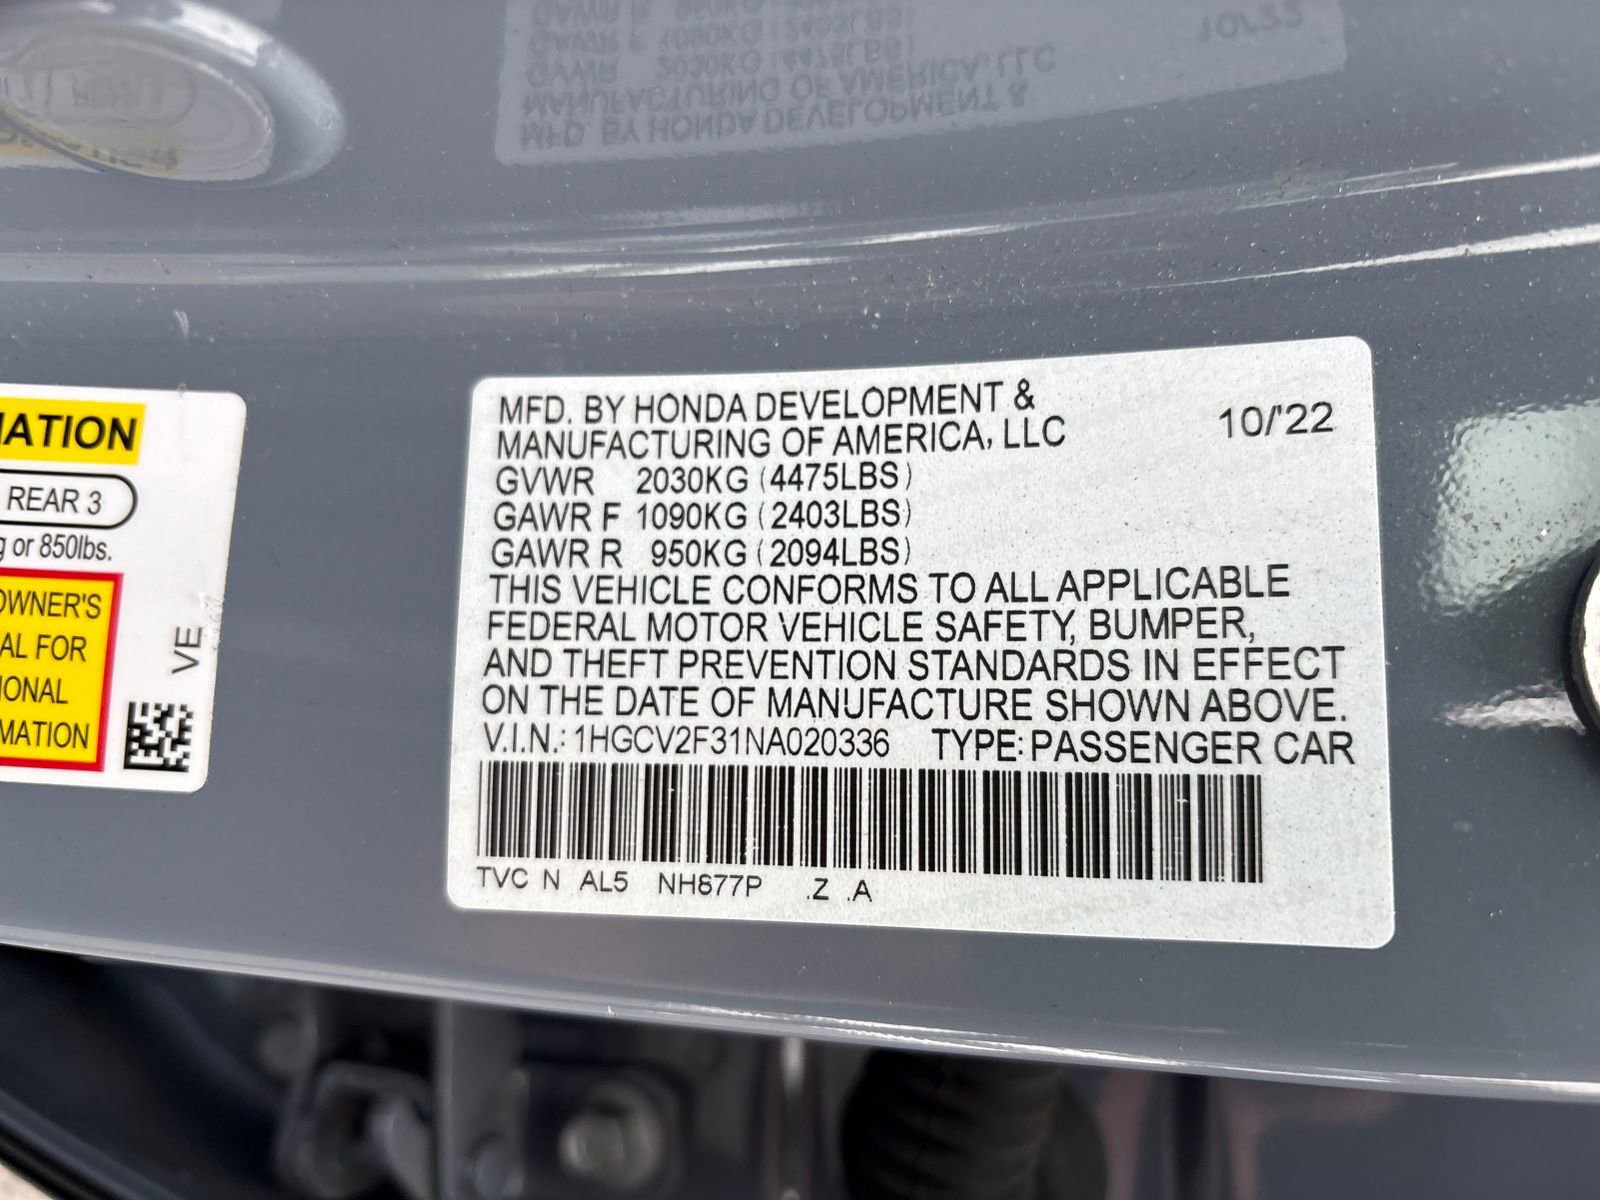 MATION
REAR 3
g or 850lbs.
OWNER'S
AL FOR
IONAL
MATION
VE
MFD. BY HONDA DEVELOPMENT &
MANUFACTURING OF AMERICA, LLC
10/'22
GVWR 2030KG (4475LBS)
GAWR F 1090KG (2403LBS)
GAWR R 950KG (2094LBS)
THIS VEHICLE CONFORMS TO ALL APPLICABLE
FEDERAL MOTOR VEHICLE SAFETY, BUMPER,
AND THEFT PREVENTION STANDARDS IN EFFECT
ON THE DATE OF MANUFACTURE SHOWN ABOVE.
V.I.N.: 1HGCV2F31NA020336 TYPE: PASSENGER CAR
TVC N AL5 NH877P .Z .A